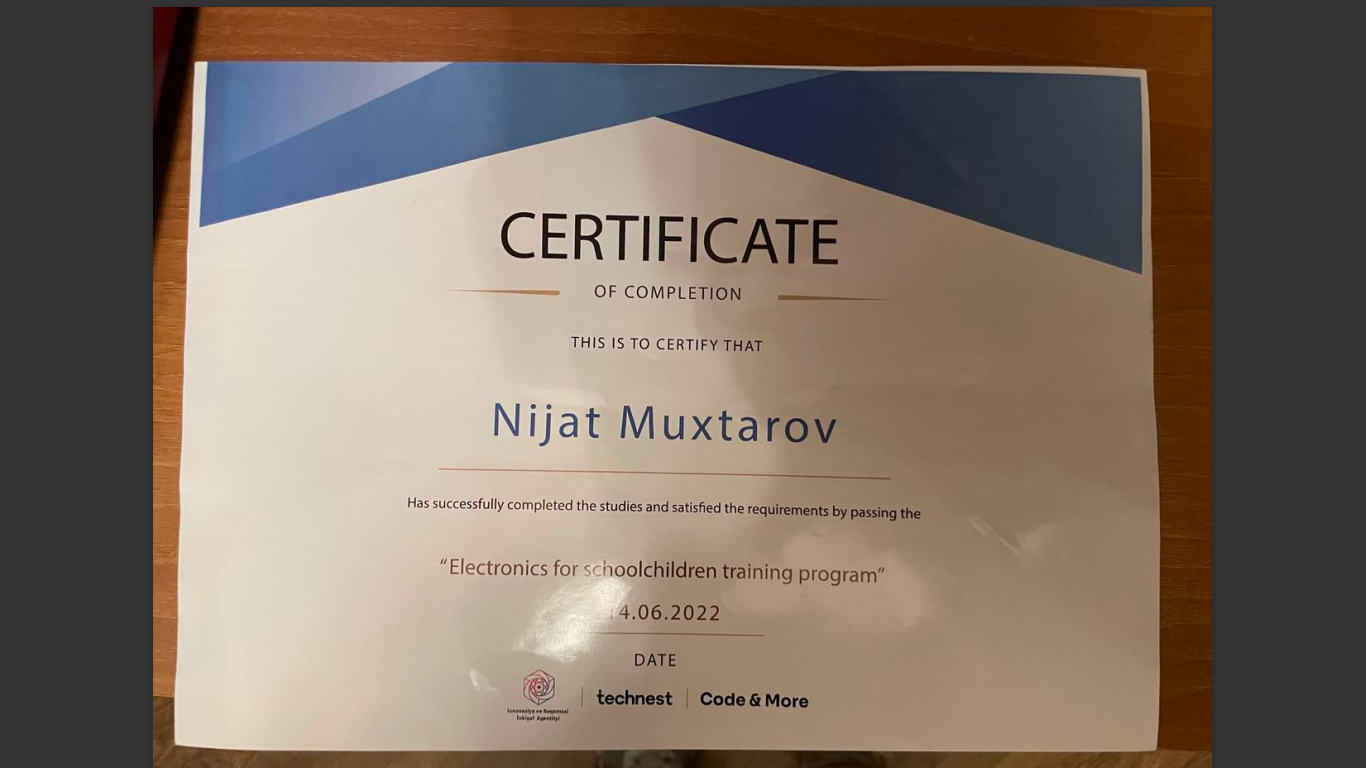 CERTIFICATE
OF COMPLETION
THIS IS TO CERTIFY THAT
Nijat Muxtarov
Has successfully completed the studies and satisfied the requirements by passing the
“Electronics for schoolchildren training program”
14.06.2022
DATE
İnnovasiya və Rəqəmsal
İnkişaf Agentliyi
technest
Code & More